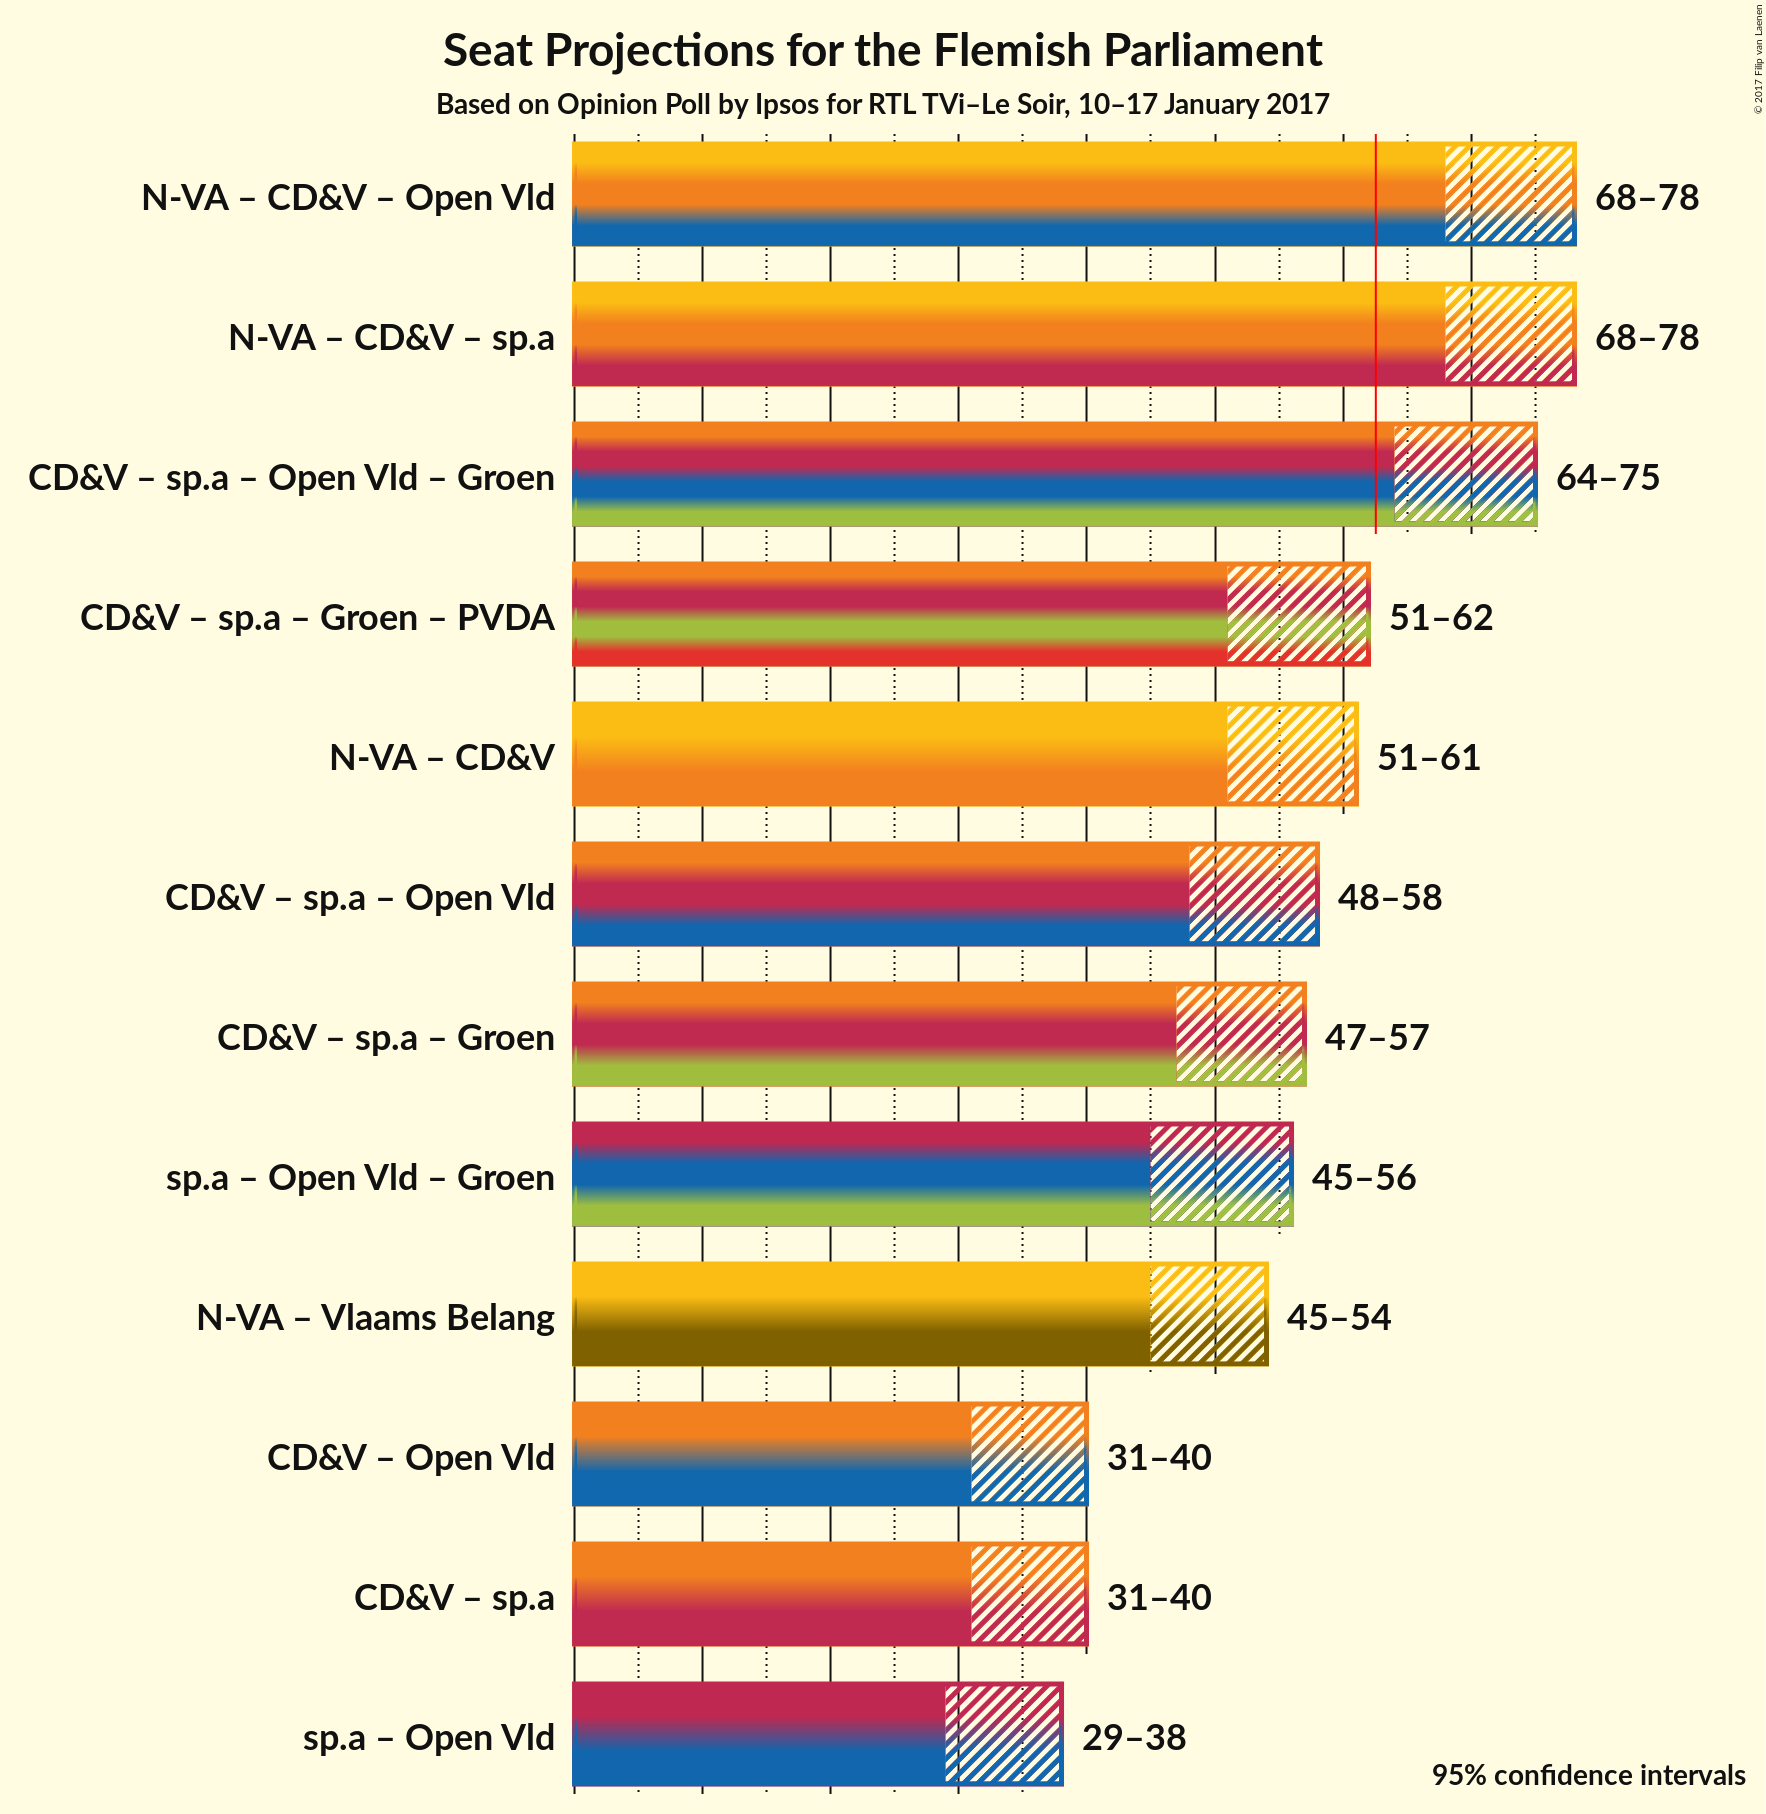 Seat Projections for the Flemish Parliament
Based on Opinion Poll by Ipsos for RTL TVi–Le Soir, 10–17 January 2017
© 2017 Filip van Laenen
N-VA – CD&V – Open Vld 68–78
N-VA – CD&V – sp.a 68–78
CD&V – sp.a – Open Vld – Groen 64–75
CD&V – sp.a – Groen – PVDA 51–62
N-VA – CD&V 51–61
CD&V – sp.a – Open Vld 48–58
CD&V – sp.a – Groen 47–57
sp.a – Open Vld – Groen 45–56
N-VA – Vlaams Belang 45–54
CD&V – Open Vld 31–40
CD&V – sp.a 31–40
sp.a – Open Vld 29–38
95% confidence intervals